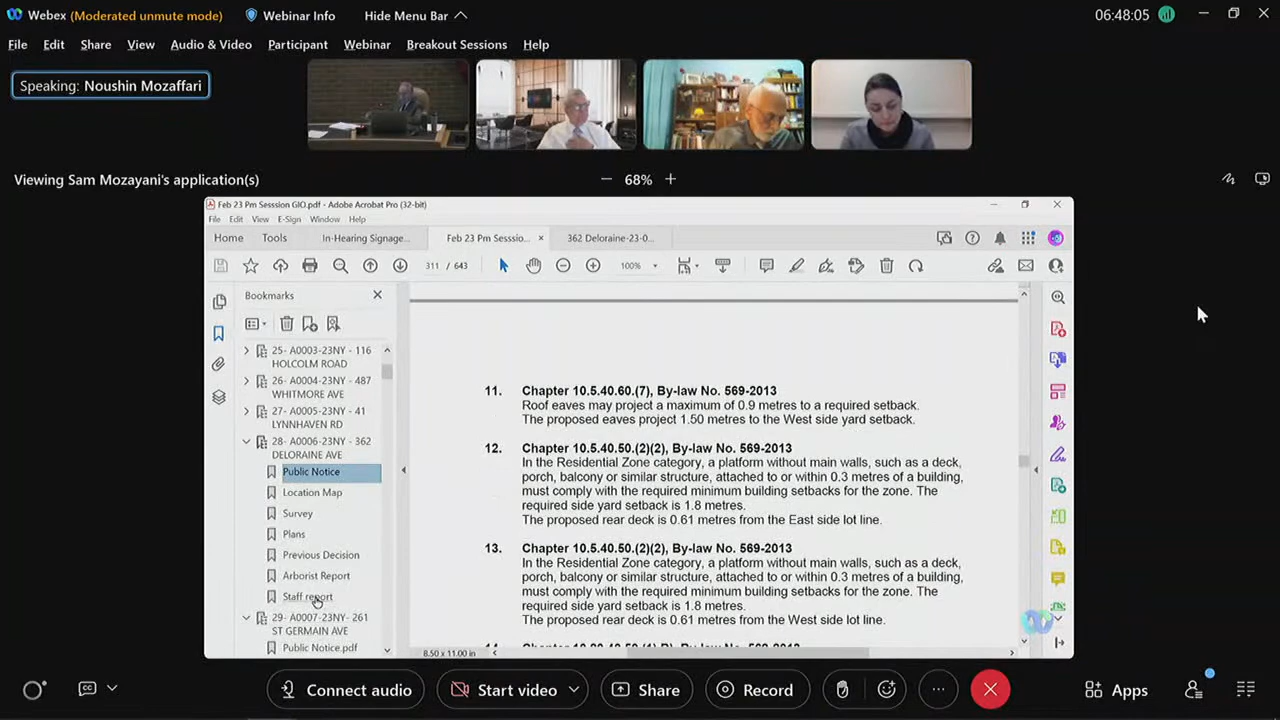 Webex (Moderated unmute mode) Webinar Info Hide Menu Bar 06:48:05
File Edit Share View Audio & Video Participant Webinar Breakout Sessions Help
Speaking: Noushin Mozaffari
Viewing Sam Mozayani's application(s) 68%
Feb 23 Pm Sesssion GIO.pdf - Adobe Acrobat Pro (32-bit)
File Edit View E-Sign Window Help
Home Tools In-Hearing Signage... Feb 23 Pm Sesssio... × 362 Deloraine-23-0...
311 / 643 100%
Bookmarks
25- A0003-23NY - 116
HOLCOLM ROAD
26- A0004-23NY - 487
WHITMORE AVE
27- A0005-23NY - 41
LYNNHAVEN RD
28- A0006-23NY - 362
DELORAINE AVE
Public Notice
Location Map
Survey
Plans
Previous Decision
Arborist Report
Staff report
29- A0007-23NY- 261
ST GERMAIN AVE
Public Notice.pdf
11. Chapter 10.5.40.60.(7), By-law No. 569-2013
Roof eaves may project a maximum of 0.9 metres to a required setback.
The proposed eaves project 1.50 metres to the West side yard setback.
12. Chapter 10.5.40.50.(2)(2), By-law No. 569-2013
In the Residential Zone category, a platform without main walls, such as a deck,
porch, balcony or similar structure, attached to or within 0.3 metres of a building,
must comply with the required minimum building setbacks for the zone. The
required side yard setback is 1.8 metres.
The proposed rear deck is 0.61 metres from the East side lot line.
13. Chapter 10.5.40.50.(2)(2), By-law No. 569-2013
In the Residential Zone category, a platform without main walls, such as a deck,
porch, balcony or similar structure, attached to or within 0.3 metres of a building,
must comply with the required minimum building setbacks for the zone. The
required side yard setback is 1.8 metres.
The proposed rear deck is 0.61 metres from the West side lot line.
8.50 x 11.00 in
Connect audio Start video Share Record Apps